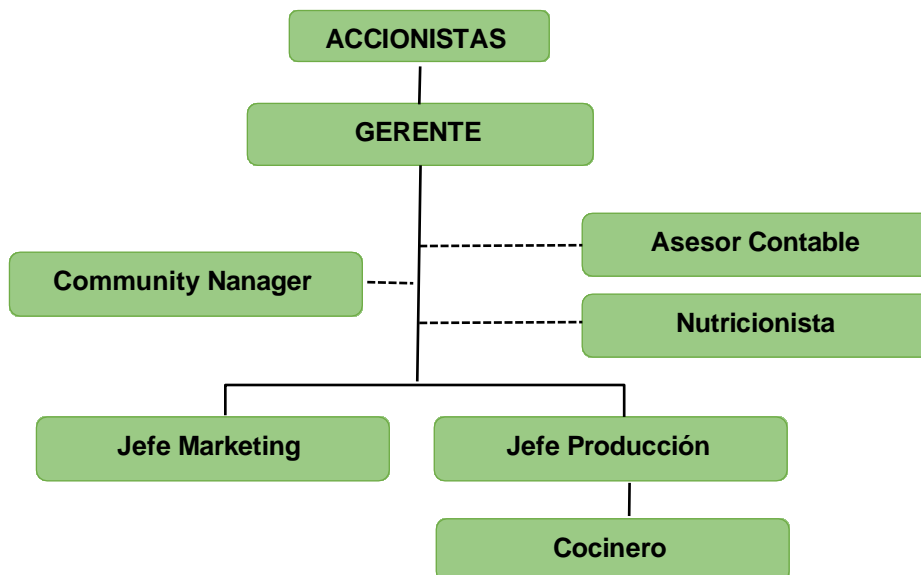 ACCIONISTAS
GERENTE
Asesor Contable
Community Nanager
Nutricionista
Jefe Marketing
Jefe Producción
Cocinero